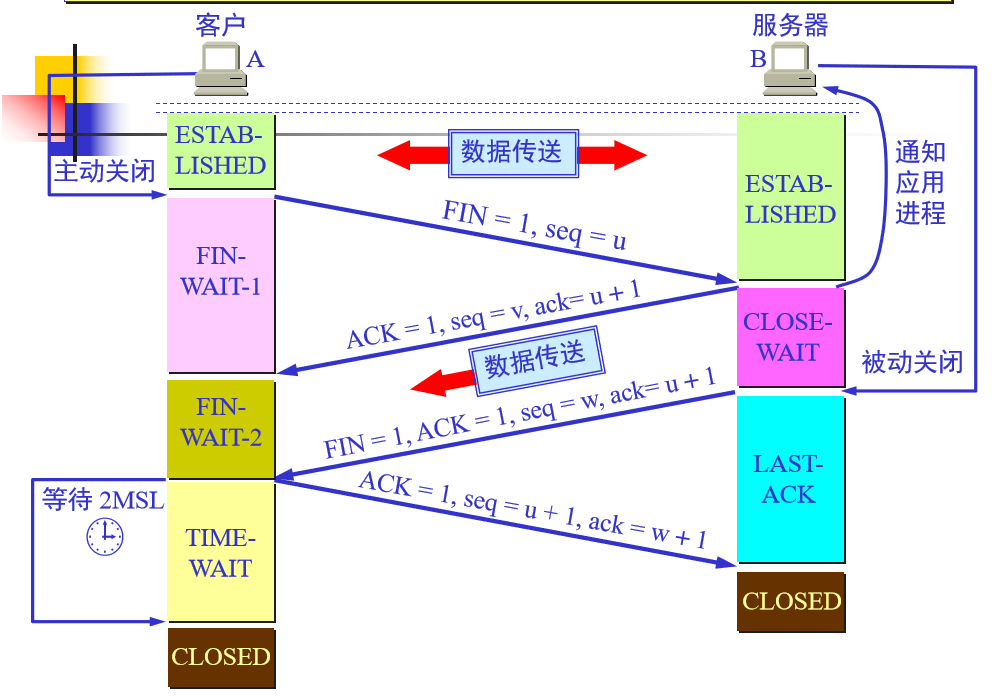 客户
服务器
A
B
ESTAB-
LISHED
数据传送
ESTAB-
LISHED
通知
应用
进程
主动关闭
FIN = 1, seq = u
FIN-
WAIT-1
ACK = 1, seq = v, ack= u + 1
CLOSE-
WAIT
被动关闭
数据传送
FIN-
WAIT-2
FIN = 1, ACK = 1, seq = w, ack= u + 1
LAST-
ACK
等待 2MSL
ACK = 1, seq = u + 1, ack = w + 1
TIME-
WAIT
CLOSED
CLOSED